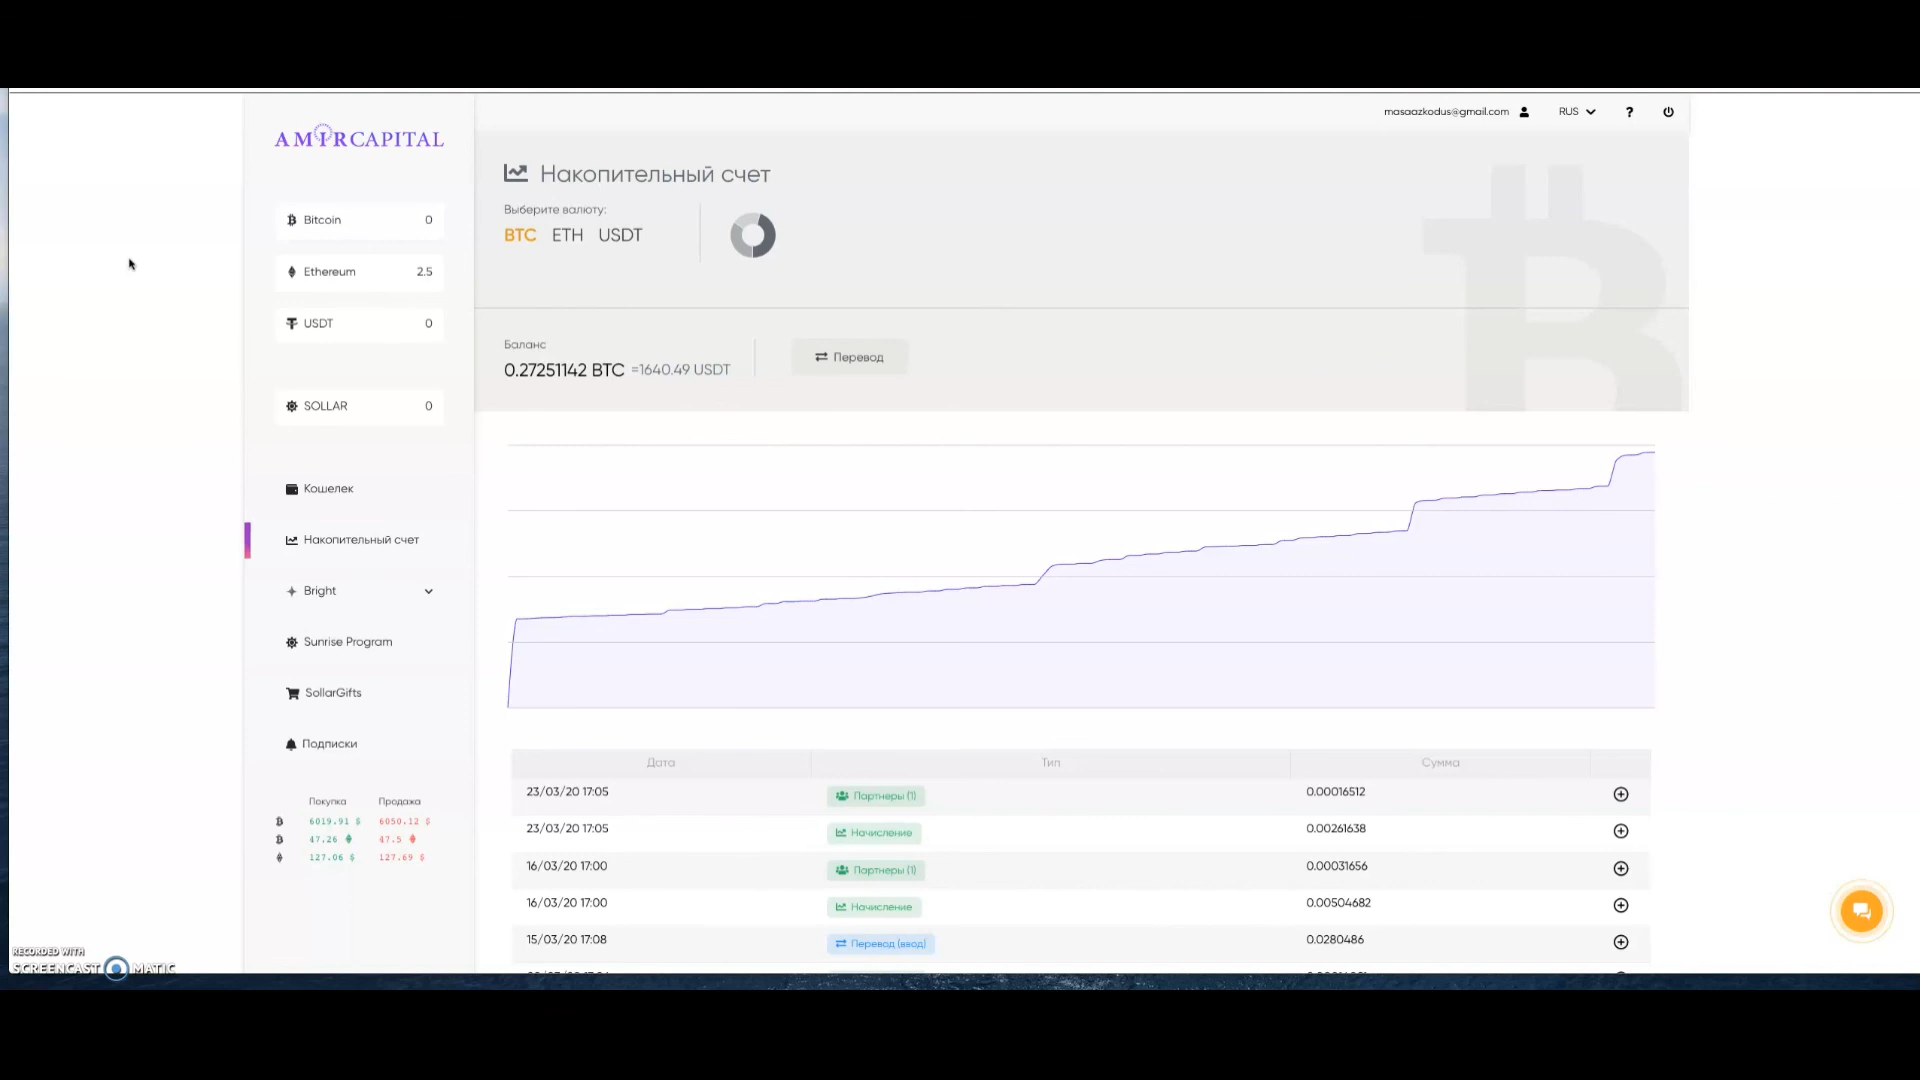 masaazkodus@gmail.com RUS ?
AMIRCAPITAL
Накопительный счет
Выберите валюту:
BTC ETH USDT
Bitcoin 0
Ethereum 2.5
USDT 0
SOLLAR 0
Баланс
0.27251142 BTC =1640.49 USDT
Перевод
Кошелек
Накопительный счет
Bright
Sunrise Program
SollarGifts
Подписки
Покупка Продажа
6019.91 $ 6050.12 $
47.26 47.5
127.06 $ 127.69 $
Дата Тип Сумма
23/03/20 17:05 Партнеры (1) 0.00016512
23/03/20 17:05 Начисление 0.00261638
16/03/20 17:00 Партнеры (1) 0.00031656
16/03/20 17:00 Начисление 0.00504682
15/03/20 17:08 Перевод (ввод) 0.0280486
RECORDED WITH
SCREENCAST MATIC